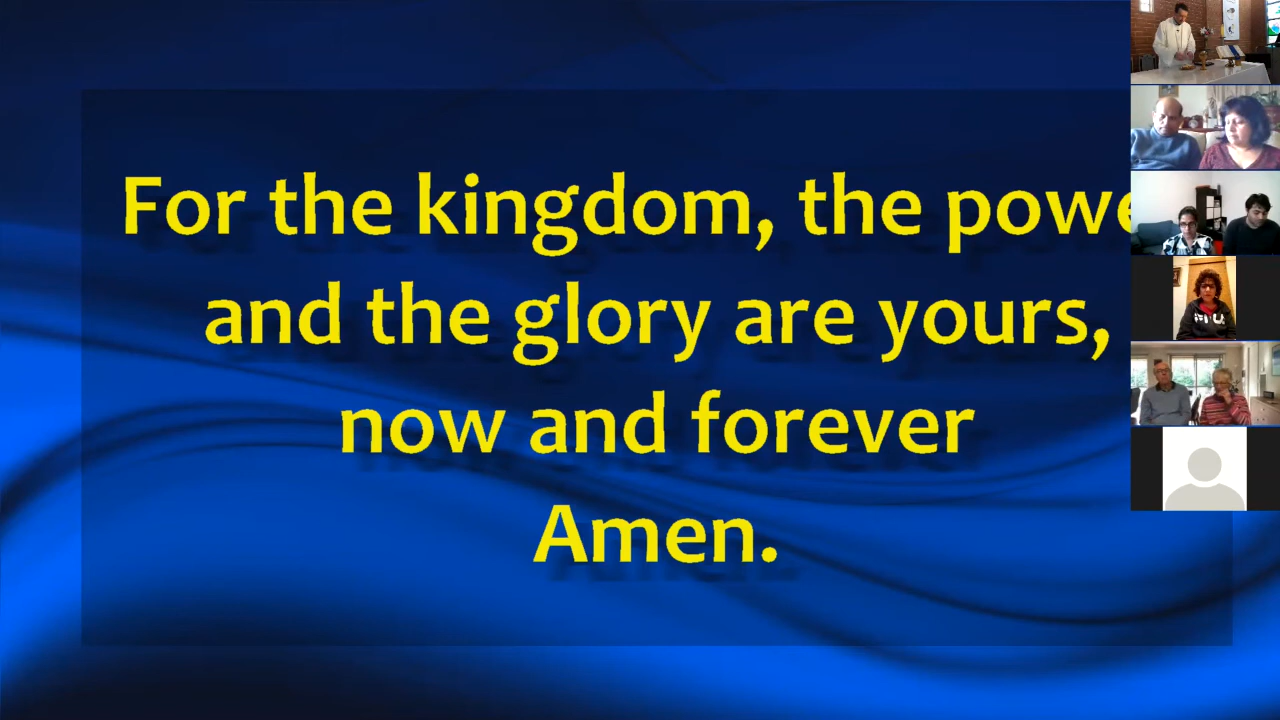 For the kingdom, the powe
and the glory are yours,
now and forever
Amen.